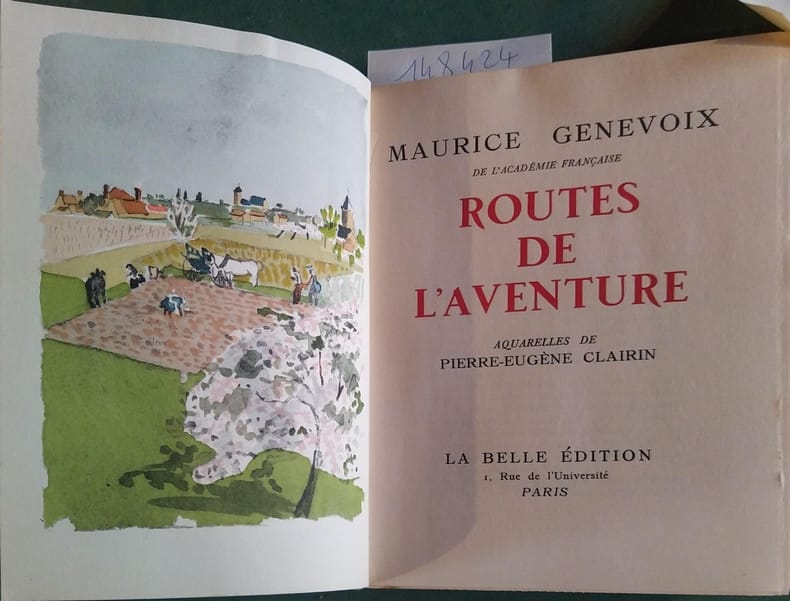 148424
MAURICE GENEVOIX
DE L'ACADÉMIE FRANÇAISE
ROUTES
DE
L'AVENTURE
AQUARELLES DE
PIERRE-EUGÈNE CLAIRIN
LA BELLE ÉDITION
1, Rue de l'Université
PARIS